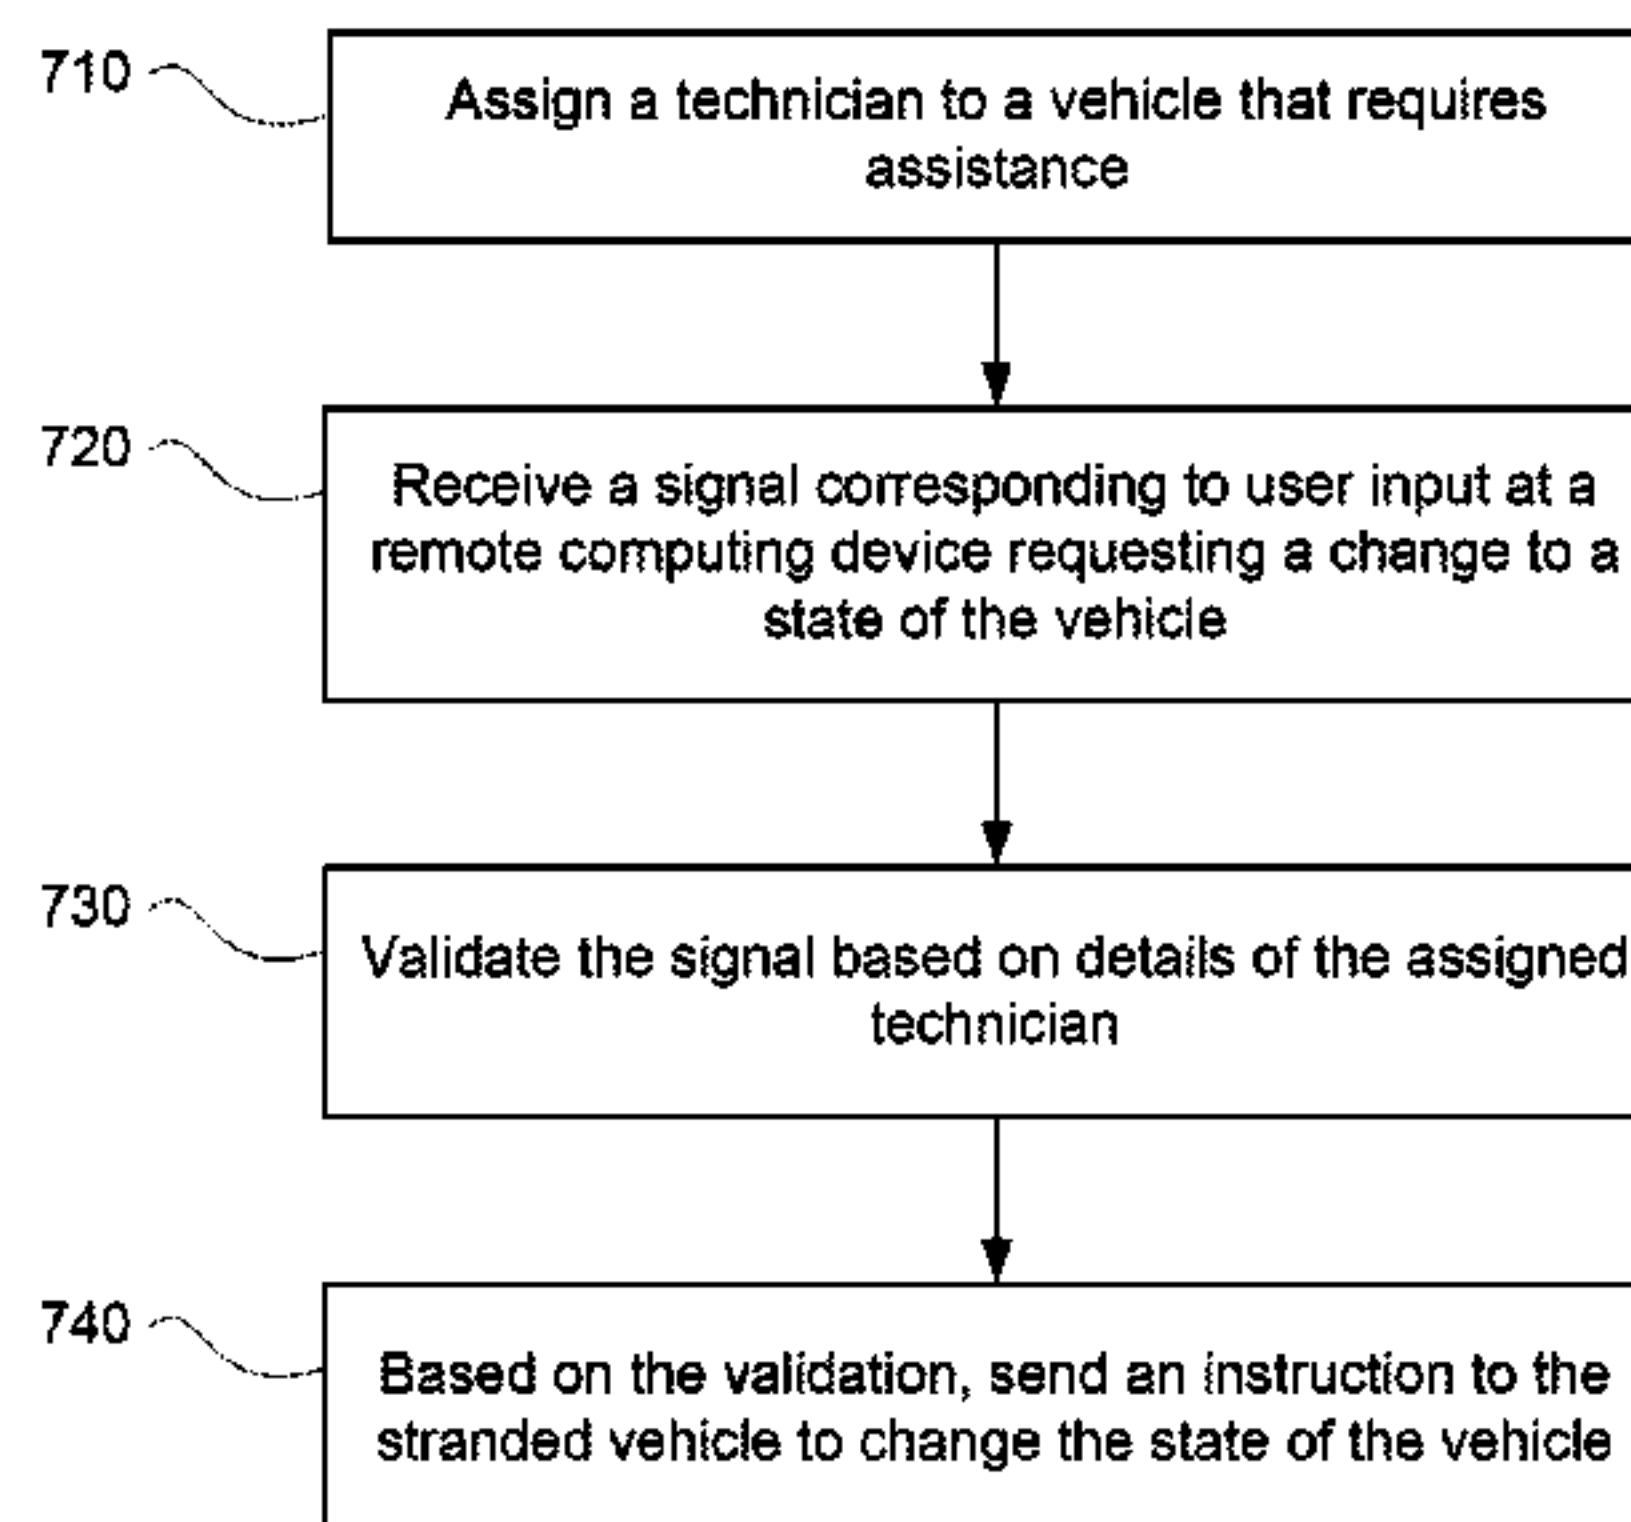 710
Assign a technician to a vehicle that requires
assistance
720
Receive a signal corresponding to user input at a
remote computing device requesting a change to a
state of the vehicle
730
Validate the signal based on details of the assigned
technician
740
Based on the validation, send an instruction to the
stranded vehicle to change the state of the vehicle